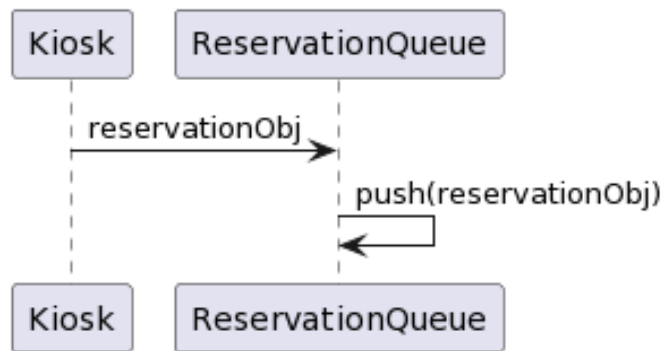 Kiosk
ReservationQueue
reservationObj
push(reservationObj)
Kiosk
ReservationQueue